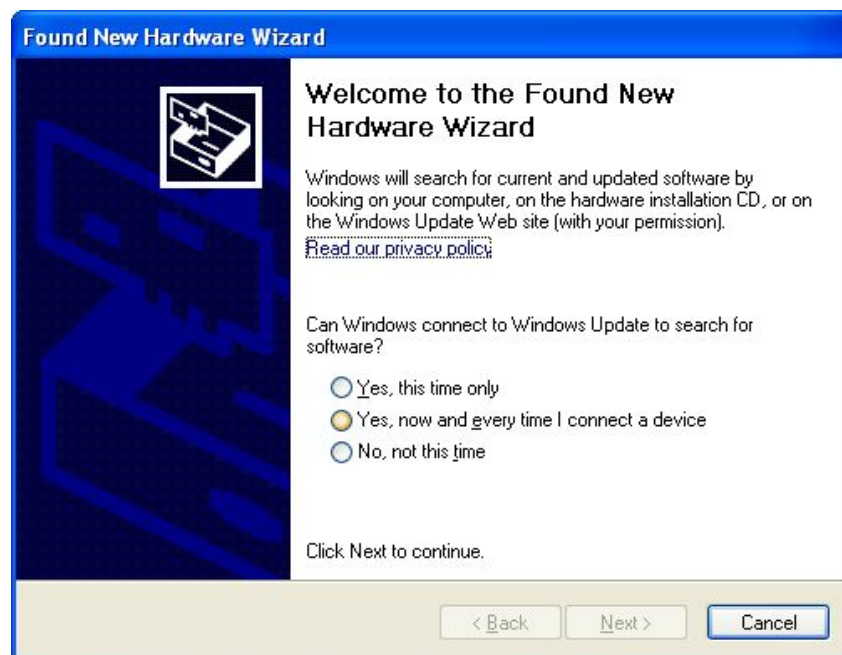 Found New Hardware Wizard
Welcome to the Found New
Hardware Wizard
Windows will search for current and updated software by
looking on your computer, on the hardware installation CD, or on
the Windows Update Web site (with your permission).
Read our privacy policy
Can Windows connect to Windows Update to search for
software?
Yes, this time only
Yes, now and every time I connect a device
No, not this time
Click Next to continue.
< Back
Next >
Cancel